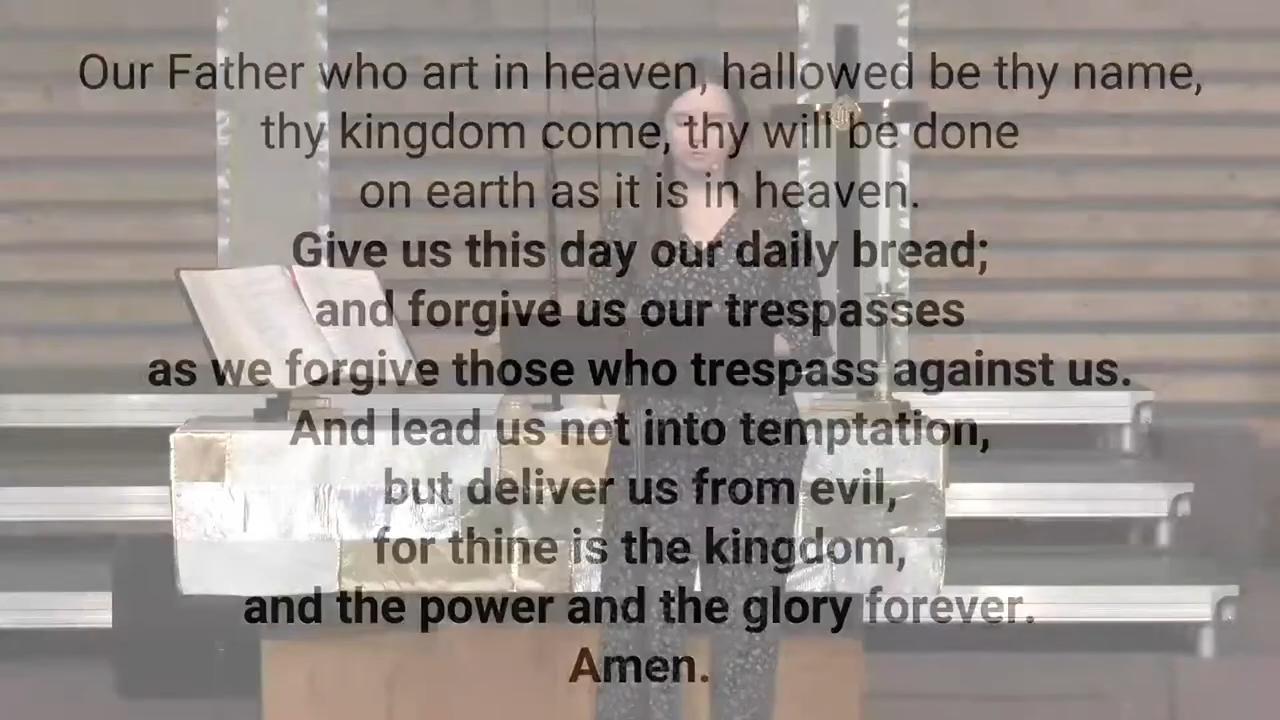 Our Father who art in heaven, hallowed be thy name,
thy kingdom come, thy will be done
on earth as it is in heaven.
Give us this day our daily bread;
and forgive us our trespasses
as we forgive those who trespass against us.
And lead us not into temptation,
but deliver us from evil,
for thine is the kingdom,
and the power and the glory forever.
Amen.